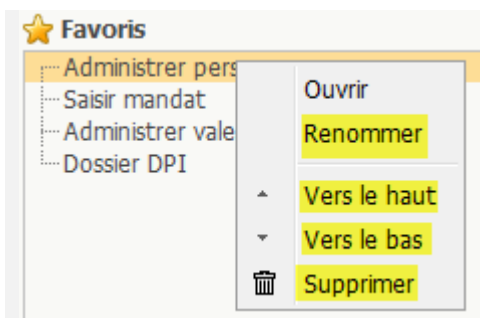 Favoris
Administrer pers
Saisir mandat
Administrer vale
Dossier DPI
Ouvrir
Renommer
Vers le haut
Vers le bas
Supprimer